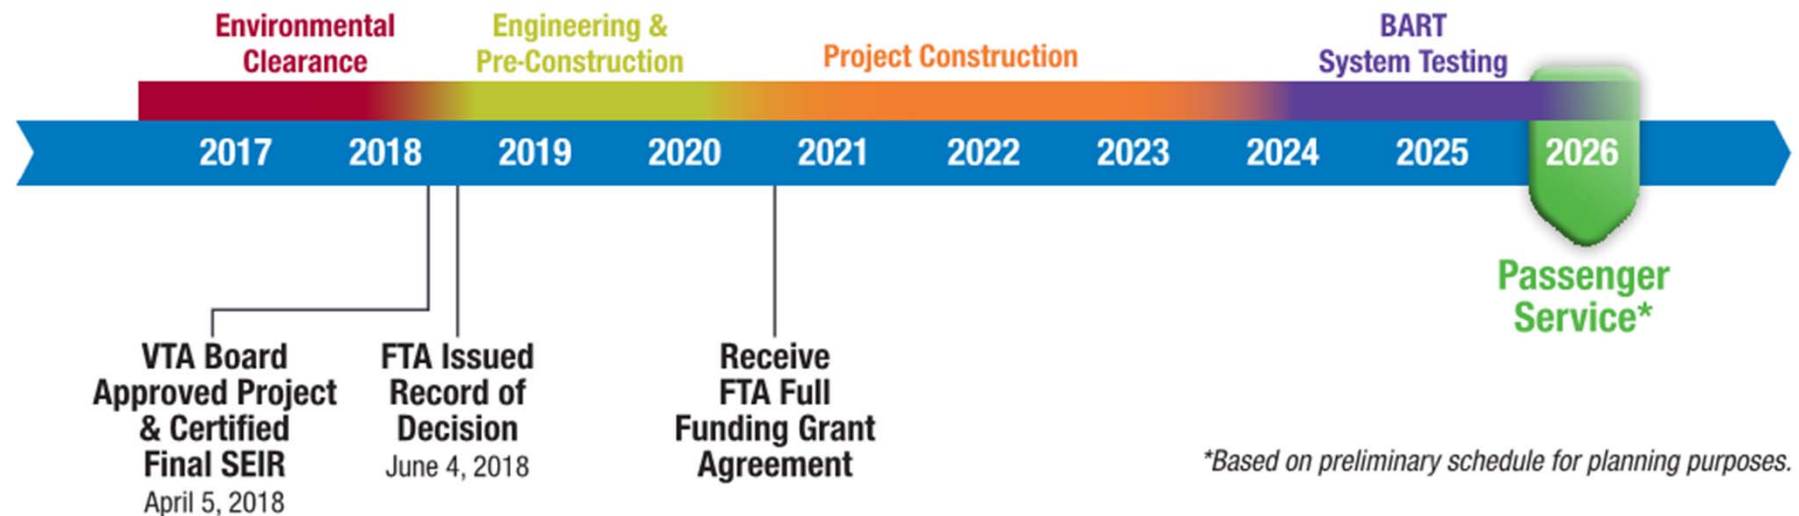 Environmental
Clearance
Engineering &
Pre-Construction
Project Construction
BART
System Testing
2017 2018 2019 2020 2021 2022 2023 2024 2025 2026
Passenger
Service*
VTA Board
Approved Project
& Certified
Final SEIR
April 5, 2018
FTA Issued
Record of
Decision
June 4, 2018
Receive
FTA Full
Funding Grant
Agreement
*Based on preliminary schedule for planning purposes.